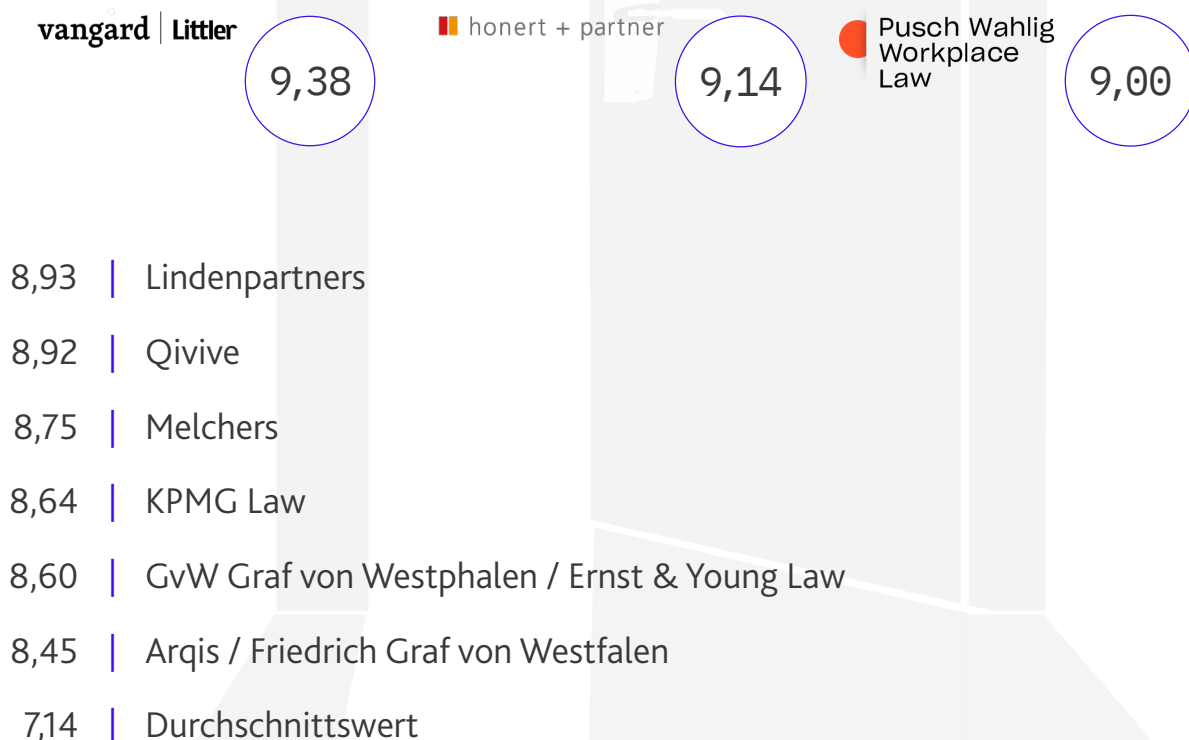 vangard | Littler
9,38
honert + partner
9,14
Pusch Wahlig
Workplace
Law
9,00
8,93 | Lindenpartners
8,92 | Qivive
8,75 | Melchers
8,64 | KPMG Law
8,60 | GvW Graf von Westphalen / Ernst & Young Law
8,45 | Arqis / Friedrich Graf von Westfalen
7,14 | Durchschnittswert